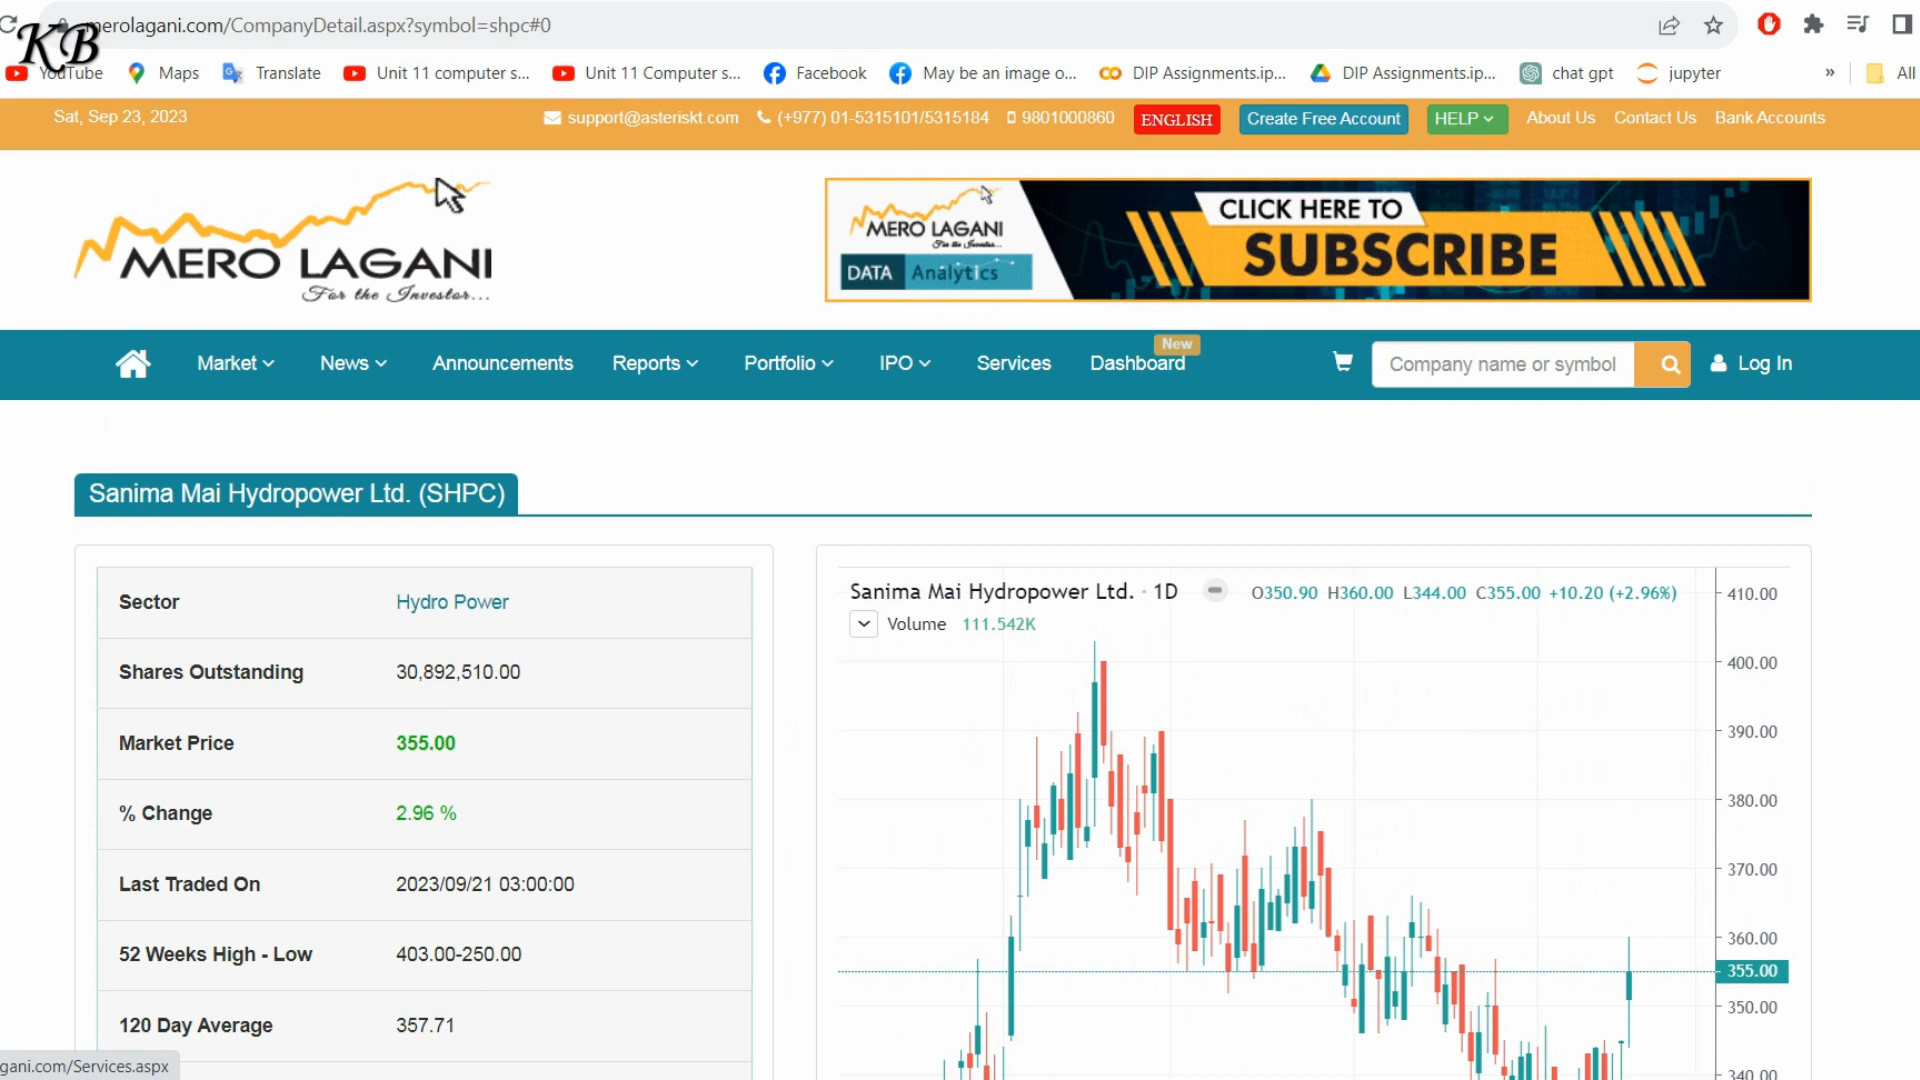 KB
merolagani.com/CompanyDetail.aspx?symbol=shpc#0
YouTube Maps Translate Unit 11 computer s... Unit 11 Computer s... Facebook May be an image o... DIP Assignments.ip... DIP Assignments.ip... chat gpt jupyter » All
Sat, Sep 23, 2023 support@asteriskt.com (+977) 01-5315101/5315184 9801000860 ENGLISH Create Free Account HELP About Us Contact Us Bank Accounts
MERO LAGANI
For the Investor...
MERO LAGANI
For the Investor...
DATA Analytics
CLICK HERE TO
SUBSCRIBE
New
Market News Announcements Reports Portfolio IPO Services Dashboard Company name or symbol Log In
Sanima Mai Hydropower Ltd. (SHPC)
Sector Hydro Power
Shares Outstanding 30,892,510.00
Market Price 355.00
% Change 2.96 %
Last Traded On 2023/09/21 03:00:00
52 Weeks High - Low 403.00-250.00
120 Day Average 357.71
Sanima Mai Hydropower Ltd. · 1D O350.90 H360.00 L344.00 C355.00 +10.20 (+2.96%)
Volume 111.542K
410.00
400.00
390.00
380.00
370.00
360.00
355.00
350.00
340.00
gani.com/Services.aspx